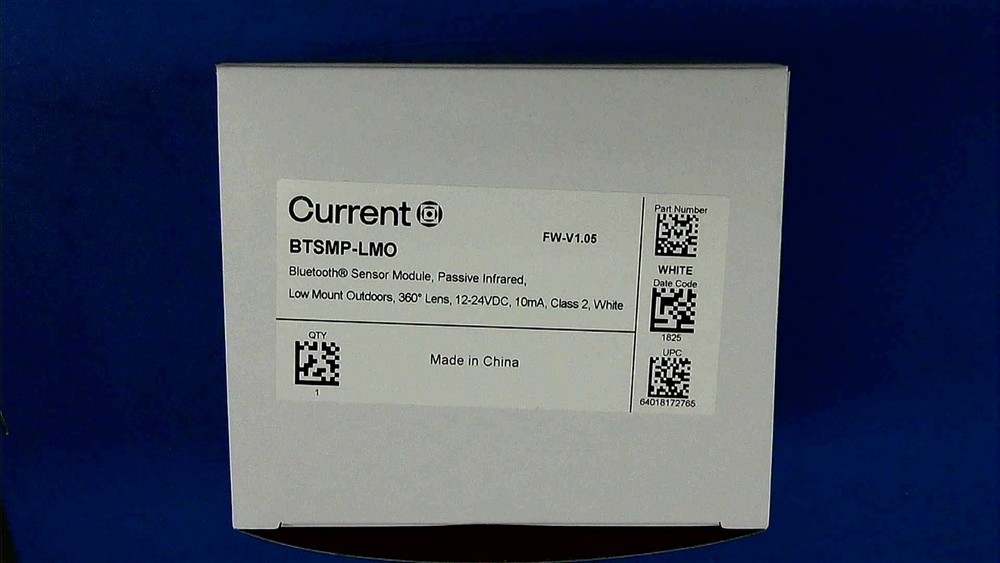 Current
BTSMP-LMO
FW-V1.05
Bluetooth® Sensor Module, Passive Infrared,
Low Mount Outdoors, 360° Lens, 12-24VDC, 10mA, Class 2, White
QTY
1
Made in China
Part Number
WHITE
Date Code
1825
UPC
64018172765